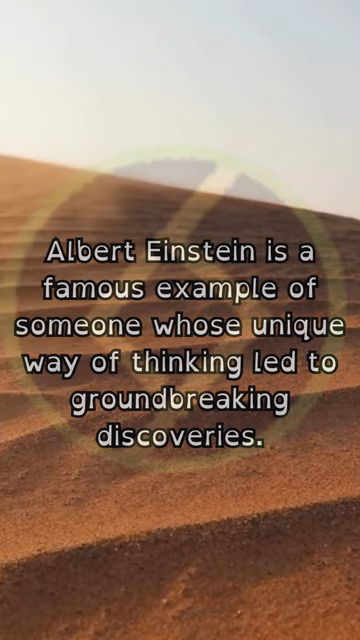 Albert Einstein is a
famous example of
someone whose unique
way of thinking led to
groundbreaking
discoveries.